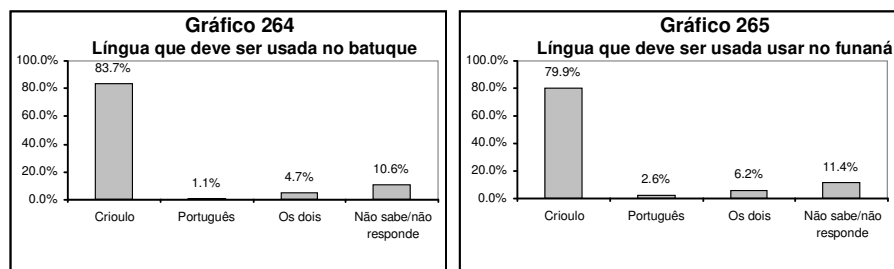 Gráfico 264
Língua que deve ser usada no batuque
100.0%
80.0%
60.0%
40.0%
20.0%
0.0%
83.7%
1.1%
4.7%
10.6%
Crioulo
Português
Os dois
Não sabe/não
responde
Gráfico 265
Língua que deve ser usada usar no funaná
100.0%
80.0%
60.0%
40.0%
20.0%
0.0%
79.9%
2.6%
6.2%
11.4%
Crioulo
Português
Os dois
Não sabe/não
responde